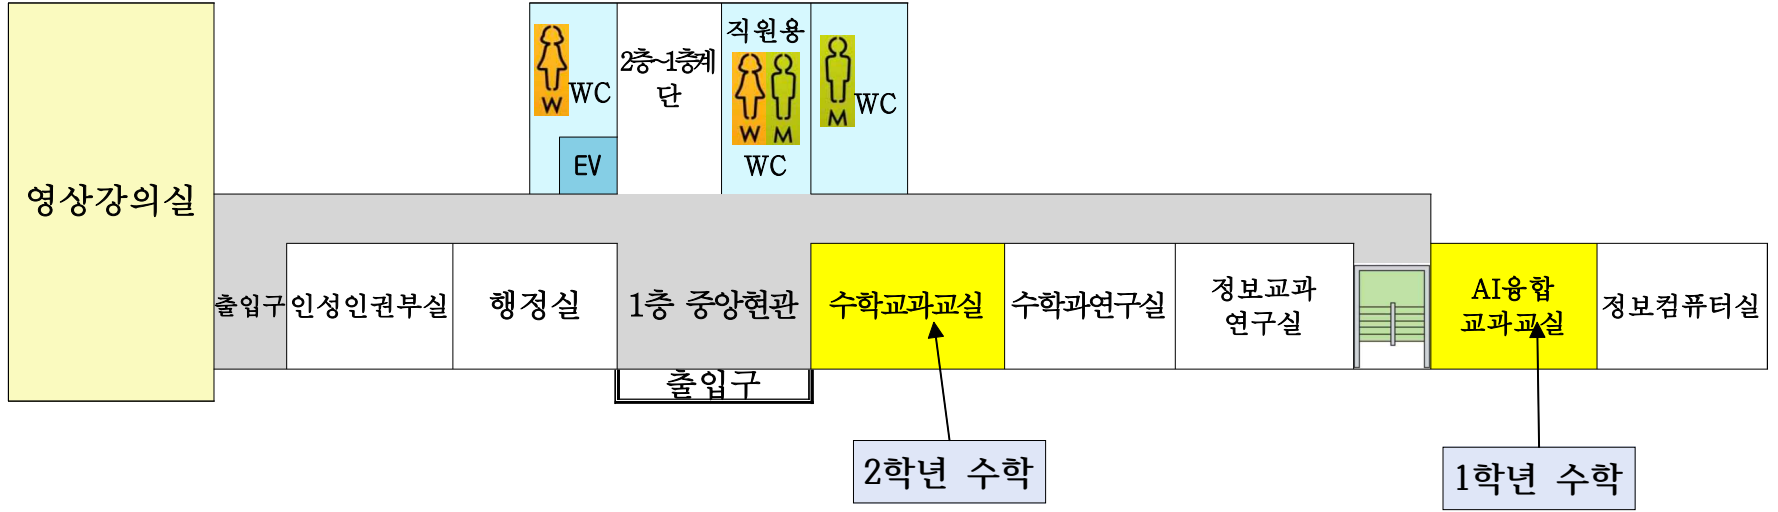 W
WC
EV
2층~1층계
단
직원용
W M
WC
M
WC
영상강의실
출입구
인성인권부실
행정실
1층 중앙현관
출입구
수학교과교실
수학과연구실
정보교과
연구실
AI융합
교과교실
정보컴퓨터실
2학년 수학
1학년 수학